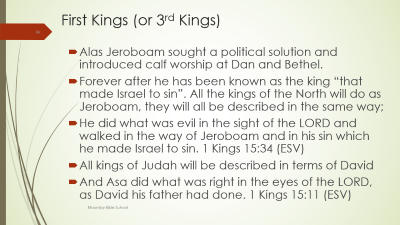 First Kings (or 3rd Kings)
Alas Jeroboam sought a political solution and
introduced calf worship at Dan and Bethel.
Forever after he has been known as the king “that
made Israel to sin”. All the kings of the North will do as
Jeroboam, they will all be described in the same way;
He did what was evil in the sight of the LORD and
walked in the way of Jeroboam and in his sin which
he made Israel to sin. 1 Kings 15:34 (ESV)
All kings of Judah will be described in terms of David
And Asa did what was right in the eyes of the LORD,
as David his father had done. 1 Kings 15:11 (ESV)